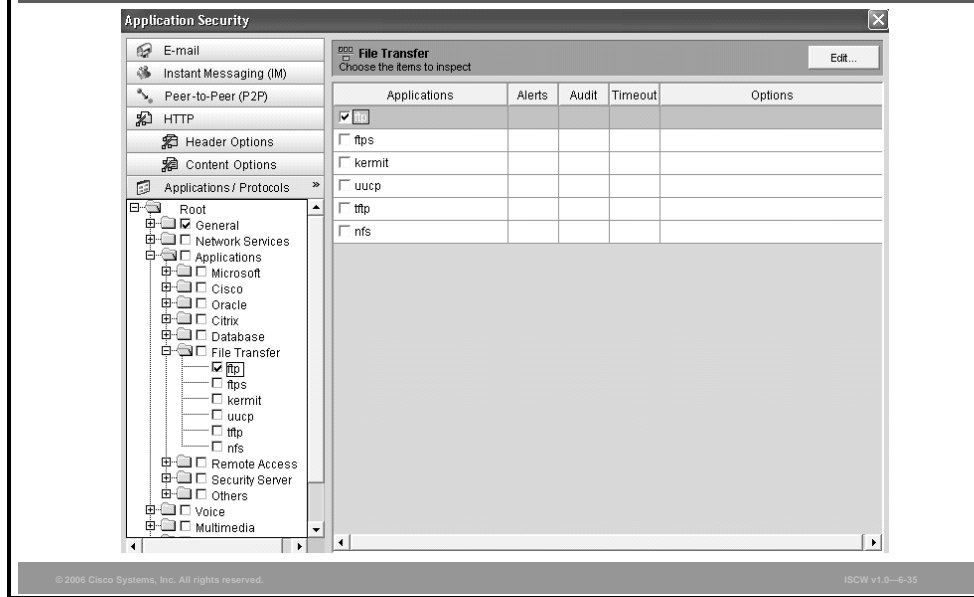 Application Security
E-mail
Instant Messaging (IM)
Peer-to-Peer (P2P)
HTTP
Header Options
Content Options
Applications / Protocols »
Root
General
Network Services
Applications
Microsoft
Cisco
Oracle
Citrix
Database
File Transfer
ftp
ftps
kermit
uucp
tftp
nfs
Remote Access
Security Server
Others
Voice
Multimedia
File Transfer
Choose the items to inspect
Edit...
Applications Alerts Audit Timeout Options
ftp
ftps
kermit
uucp
tftp
nfs
© 2006 Cisco Systems, Inc. All rights reserved.
ISCW v1.0—6-35